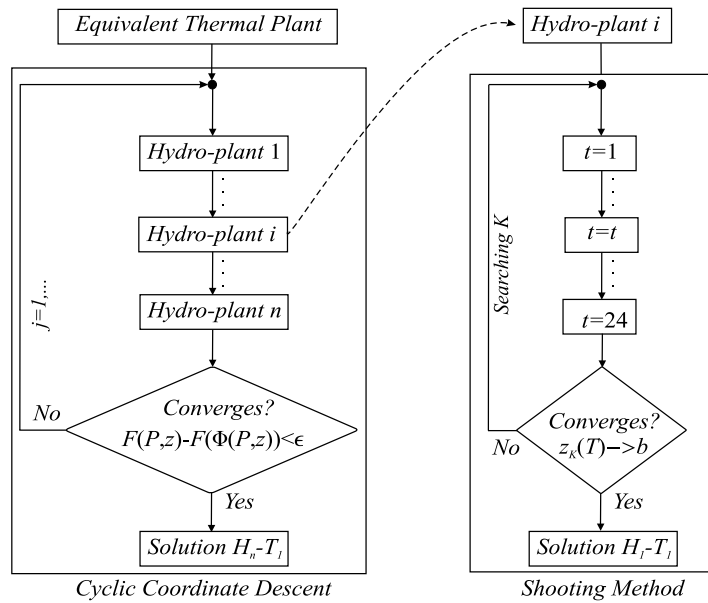 Equivalent Thermal Plant
Hydro-plant 1
Hydro-plant i
Hydro-plant n
j=1,...
Converges?
F(P,z)-F(Φ(P,z))<ϵ
No
Yes
Solution Hₙ-T₁
Cyclic Coordinate Descent
Hydro-plant i
t=1
t=t
t=24
Searching K
Converges?
z_K(T)->b
No
Yes
Solution H₁-T₁
Shooting Method